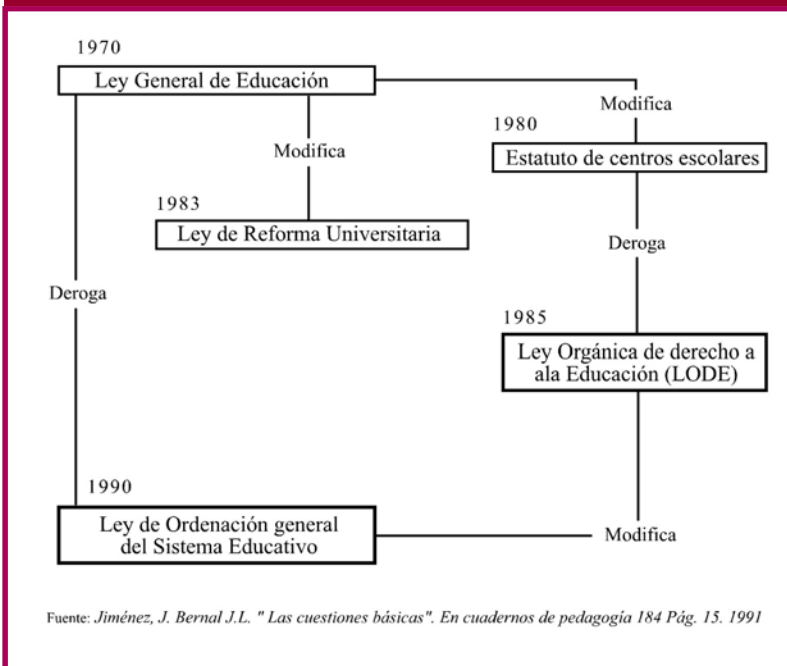 1970
Ley General de Educación
Modifica
1980
Estatuto de centros escolares
Modifica
1983
Ley de Reforma Universitaria
Deroga
Deroga
1985
Ley Orgánica de derecho a
ala Educación (LODE)
1990
Ley de Ordenación general
del Sistema Educativo
Modifica
Fuente: Jiménez, J. Bernal J.L. " Las cuestiones básicas". En cuadernos de pedagogía 184 Pág. 15. 1991